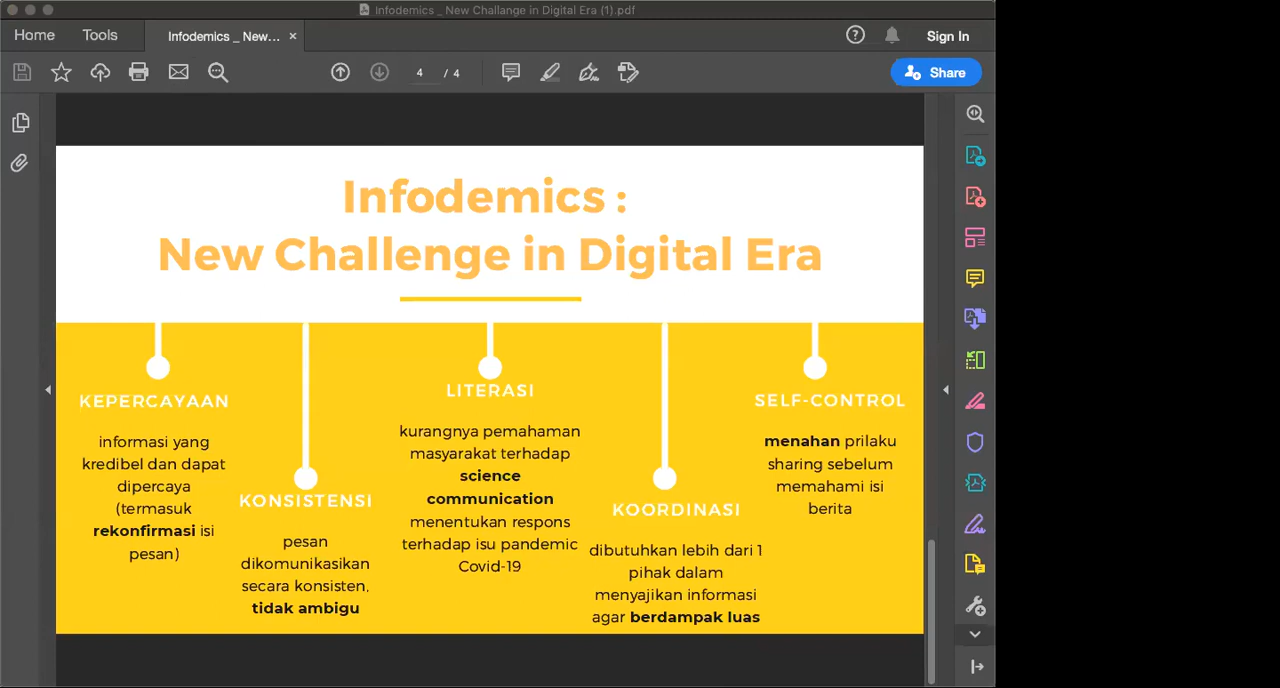 Infodemics _ New Challange in Digital Era (1).pdf
Home
Tools
Infodemics _ New...
×
Sign In
4 / 4
Share
Infodemics :
New Challenge in Digital Era
KEPERCAYAAN
informasi yang
kredibel dan dapat
dipercaya
(termasuk
rekonfirmasi isi
pesan)
KONSISTENSI
pesan
dikomunikasikan
secara konsisten,
tidak ambigu
LITERASI
kurangnya pemahaman
masyarakat terhadap
science
communication
menentukan respons
terhadap isu pandemic
Covid-19
KOORDINASI
dibutuhkan lebih dari 1
pihak dalam
menyajikan informasi
agar berdampak luas
SELF-CONTROL
menahan prilaku
sharing sebelum
memahami isi
berita